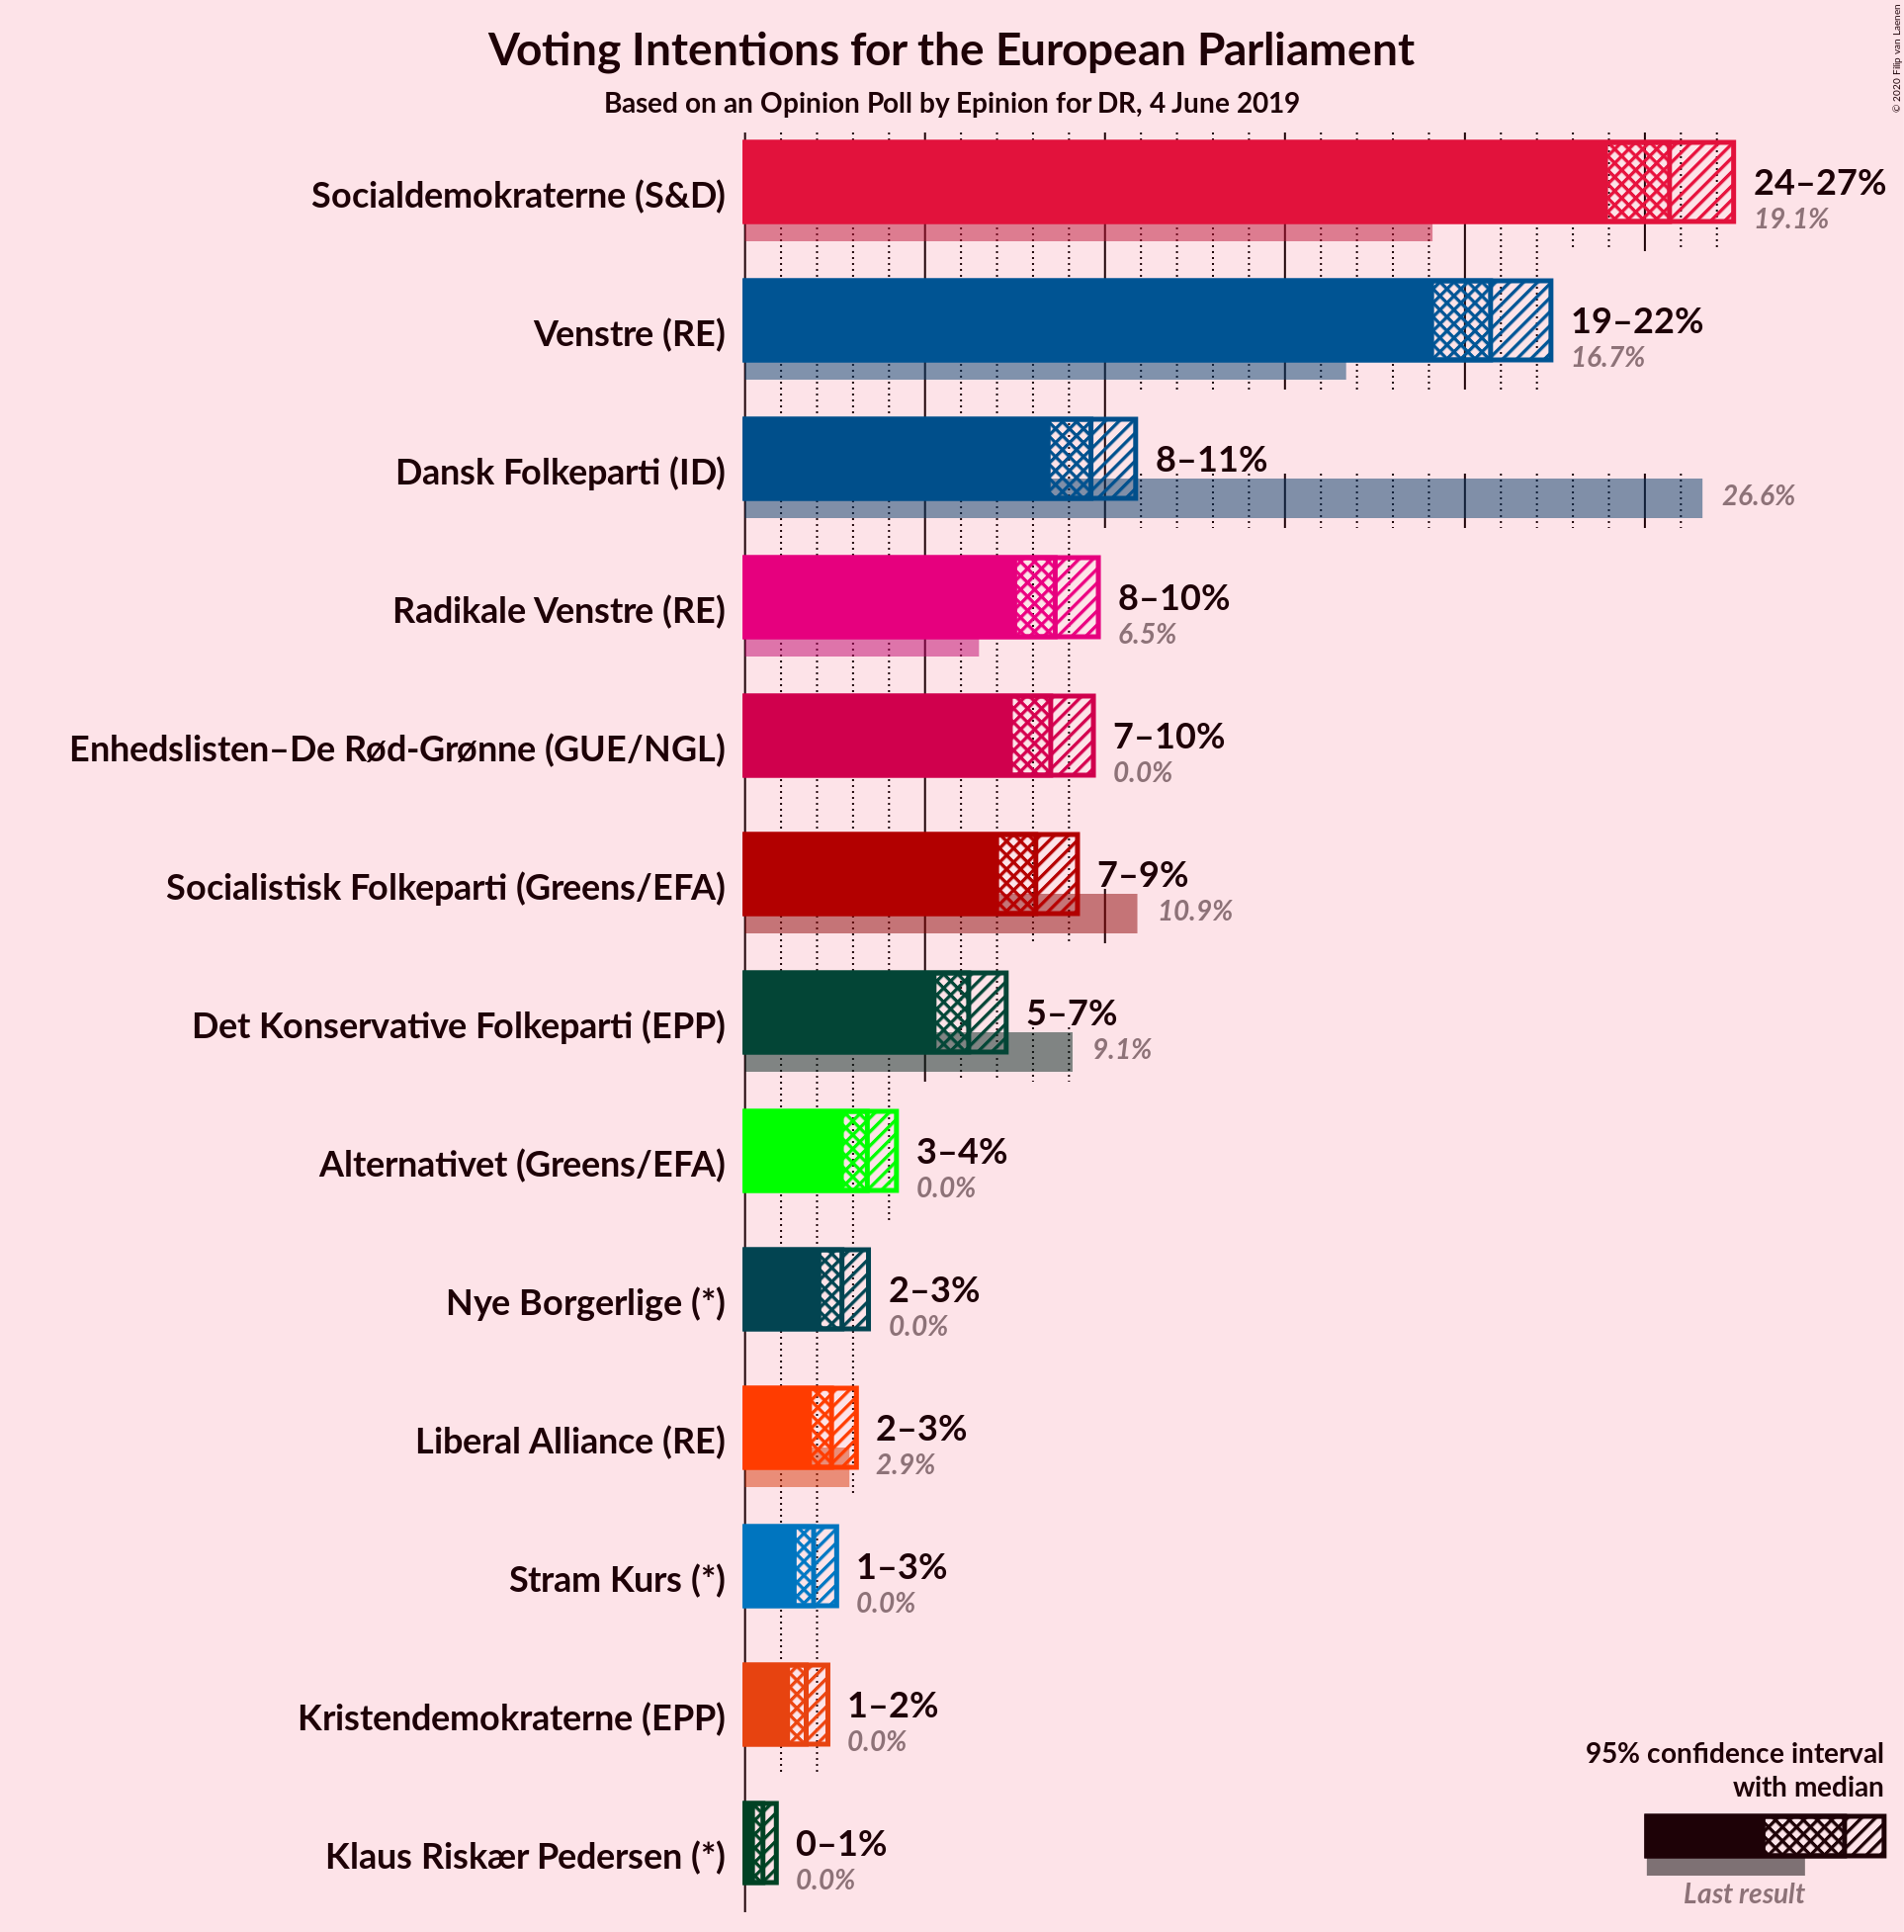 Voting Intentions for the European Parliament
Based on an Opinion Poll by Epinion for DR, 4 June 2019
© 2020 Filip van Laenen
Socialdemokraterne (S&D)
24–27%
19.1%
Venstre (RE)
19–22%
16.7%
Dansk Folkeparti (ID)
8–11%
26.6%
Radikale Venstre (RE)
8–10%
6.5%
Enhedslisten–De Rød-Grønne (GUE/NGL)
7–10%
0.0%
Socialistisk Folkeparti (Greens/EFA)
7–9%
10.9%
Det Konservative Folkeparti (EPP)
5–7%
9.1%
Alternativet (Greens/EFA)
3–4%
0.0%
Nye Borgerlige (*)
2–3%
0.0%
Liberal Alliance (RE)
2–3%
2.9%
Stram Kurs (*)
1–3%
0.0%
Kristendemokraterne (EPP)
1–2%
0.0%
Klaus Riskær Pedersen (*)
0–1%
0.0%
95% confidence interval
with median
Last result